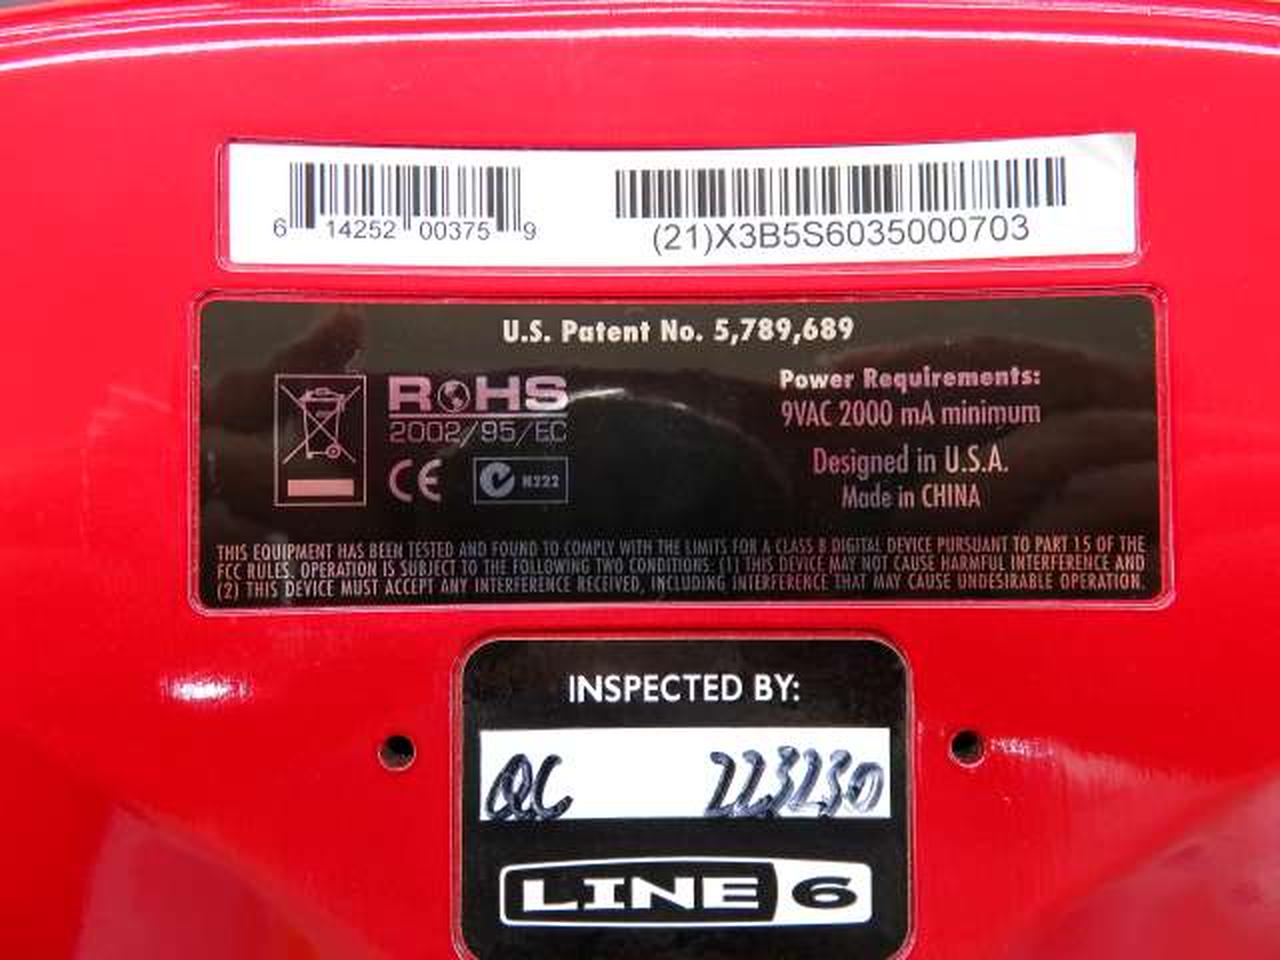 6 14252 00375 9
(21)X3B5S6035000703
U.S. Patent No. 5,789,689
RoHS
2002/95/EC
CE
N222
Power Requirements:
9VAC 2000 mA minimum
Designed in U.S.A.
Made in CHINA
THIS EQUIPMENT HAS BEEN TESTED AND FOUND TO COMPLY WITH THE LIMITS FOR A CLASS B DIGITAL DEVICE PURSUANT TO PART 15 OF THE
FCC RULES. OPERATION IS SUBJECT TO THE FOLLOWING TWO CONDITIONS: (1) THIS DEVICE MAY NOT CAUSE HARMFUL INTERFERENCE AND
(2) THIS DEVICE MUST ACCEPT ANY INTERFERENCE RECEIVED, INCLUDING INTERFERENCE THAT MAY CAUSE UNDESIRABLE OPERATION.
INSPECTED BY:
QC 223230
LINE 6